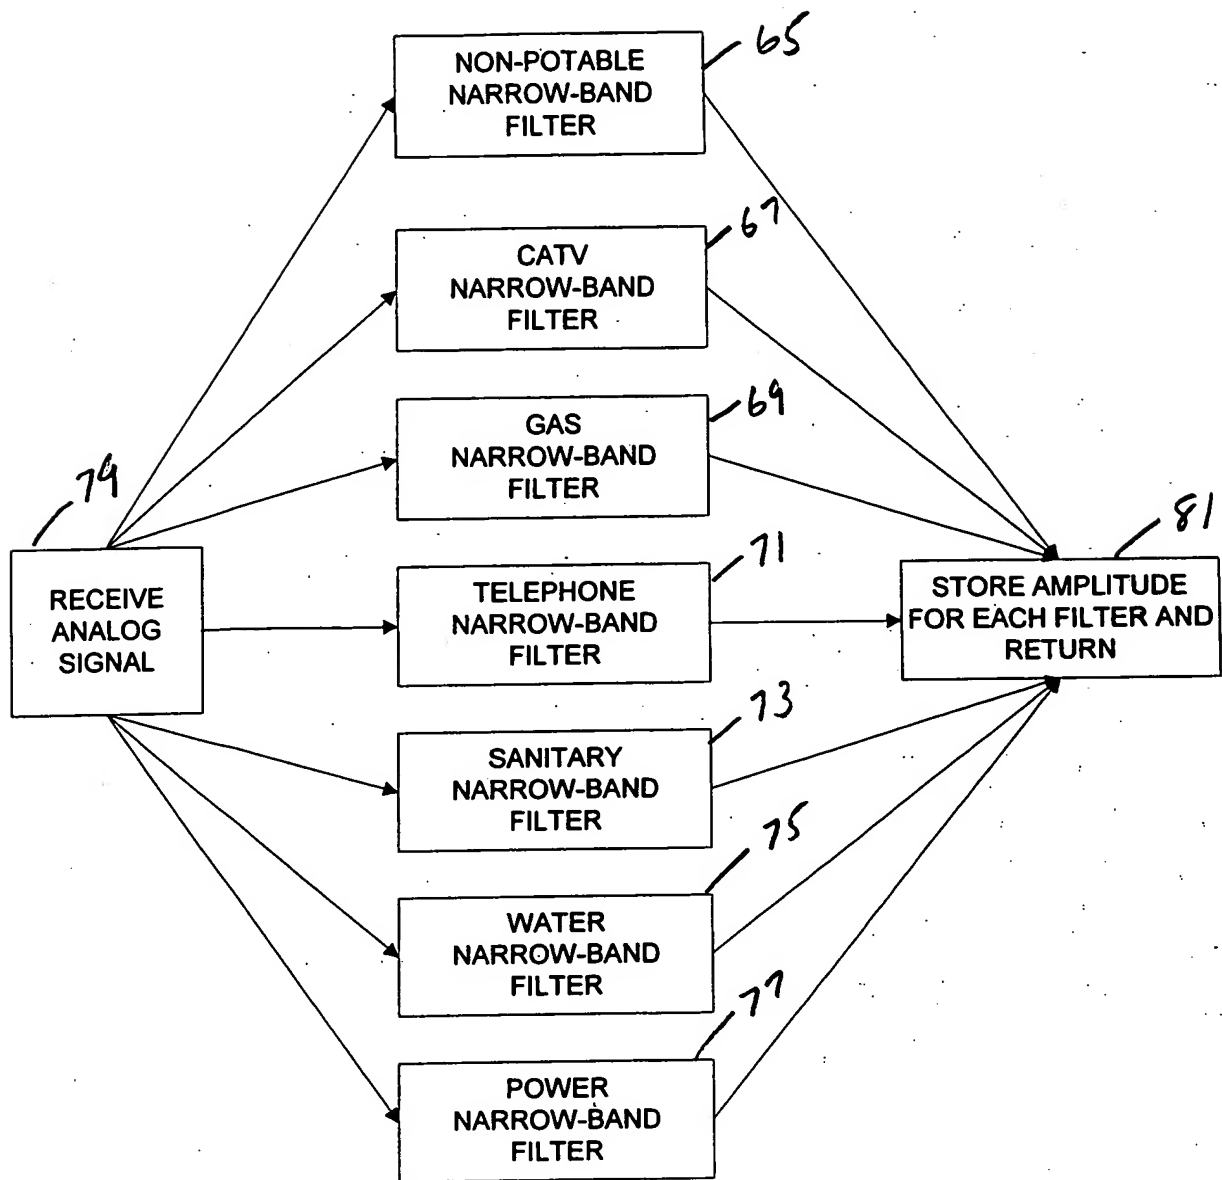 NON-POTABLE
NARROW-BAND
FILTER
65
CATV
NARROW-BAND
FILTER
67
GAS
NARROW-BAND
FILTER
69
79
RECEIVE
ANALOG
SIGNAL
TELEPHONE
NARROW-BAND
FILTER
71
81
STORE AMPLITUDE
FOR EACH FILTER AND
RETURN
SANITARY
NARROW-BAND
FILTER
73
WATER
NARROW-BAND
FILTER
75
POWER
NARROW-BAND
FILTER
77